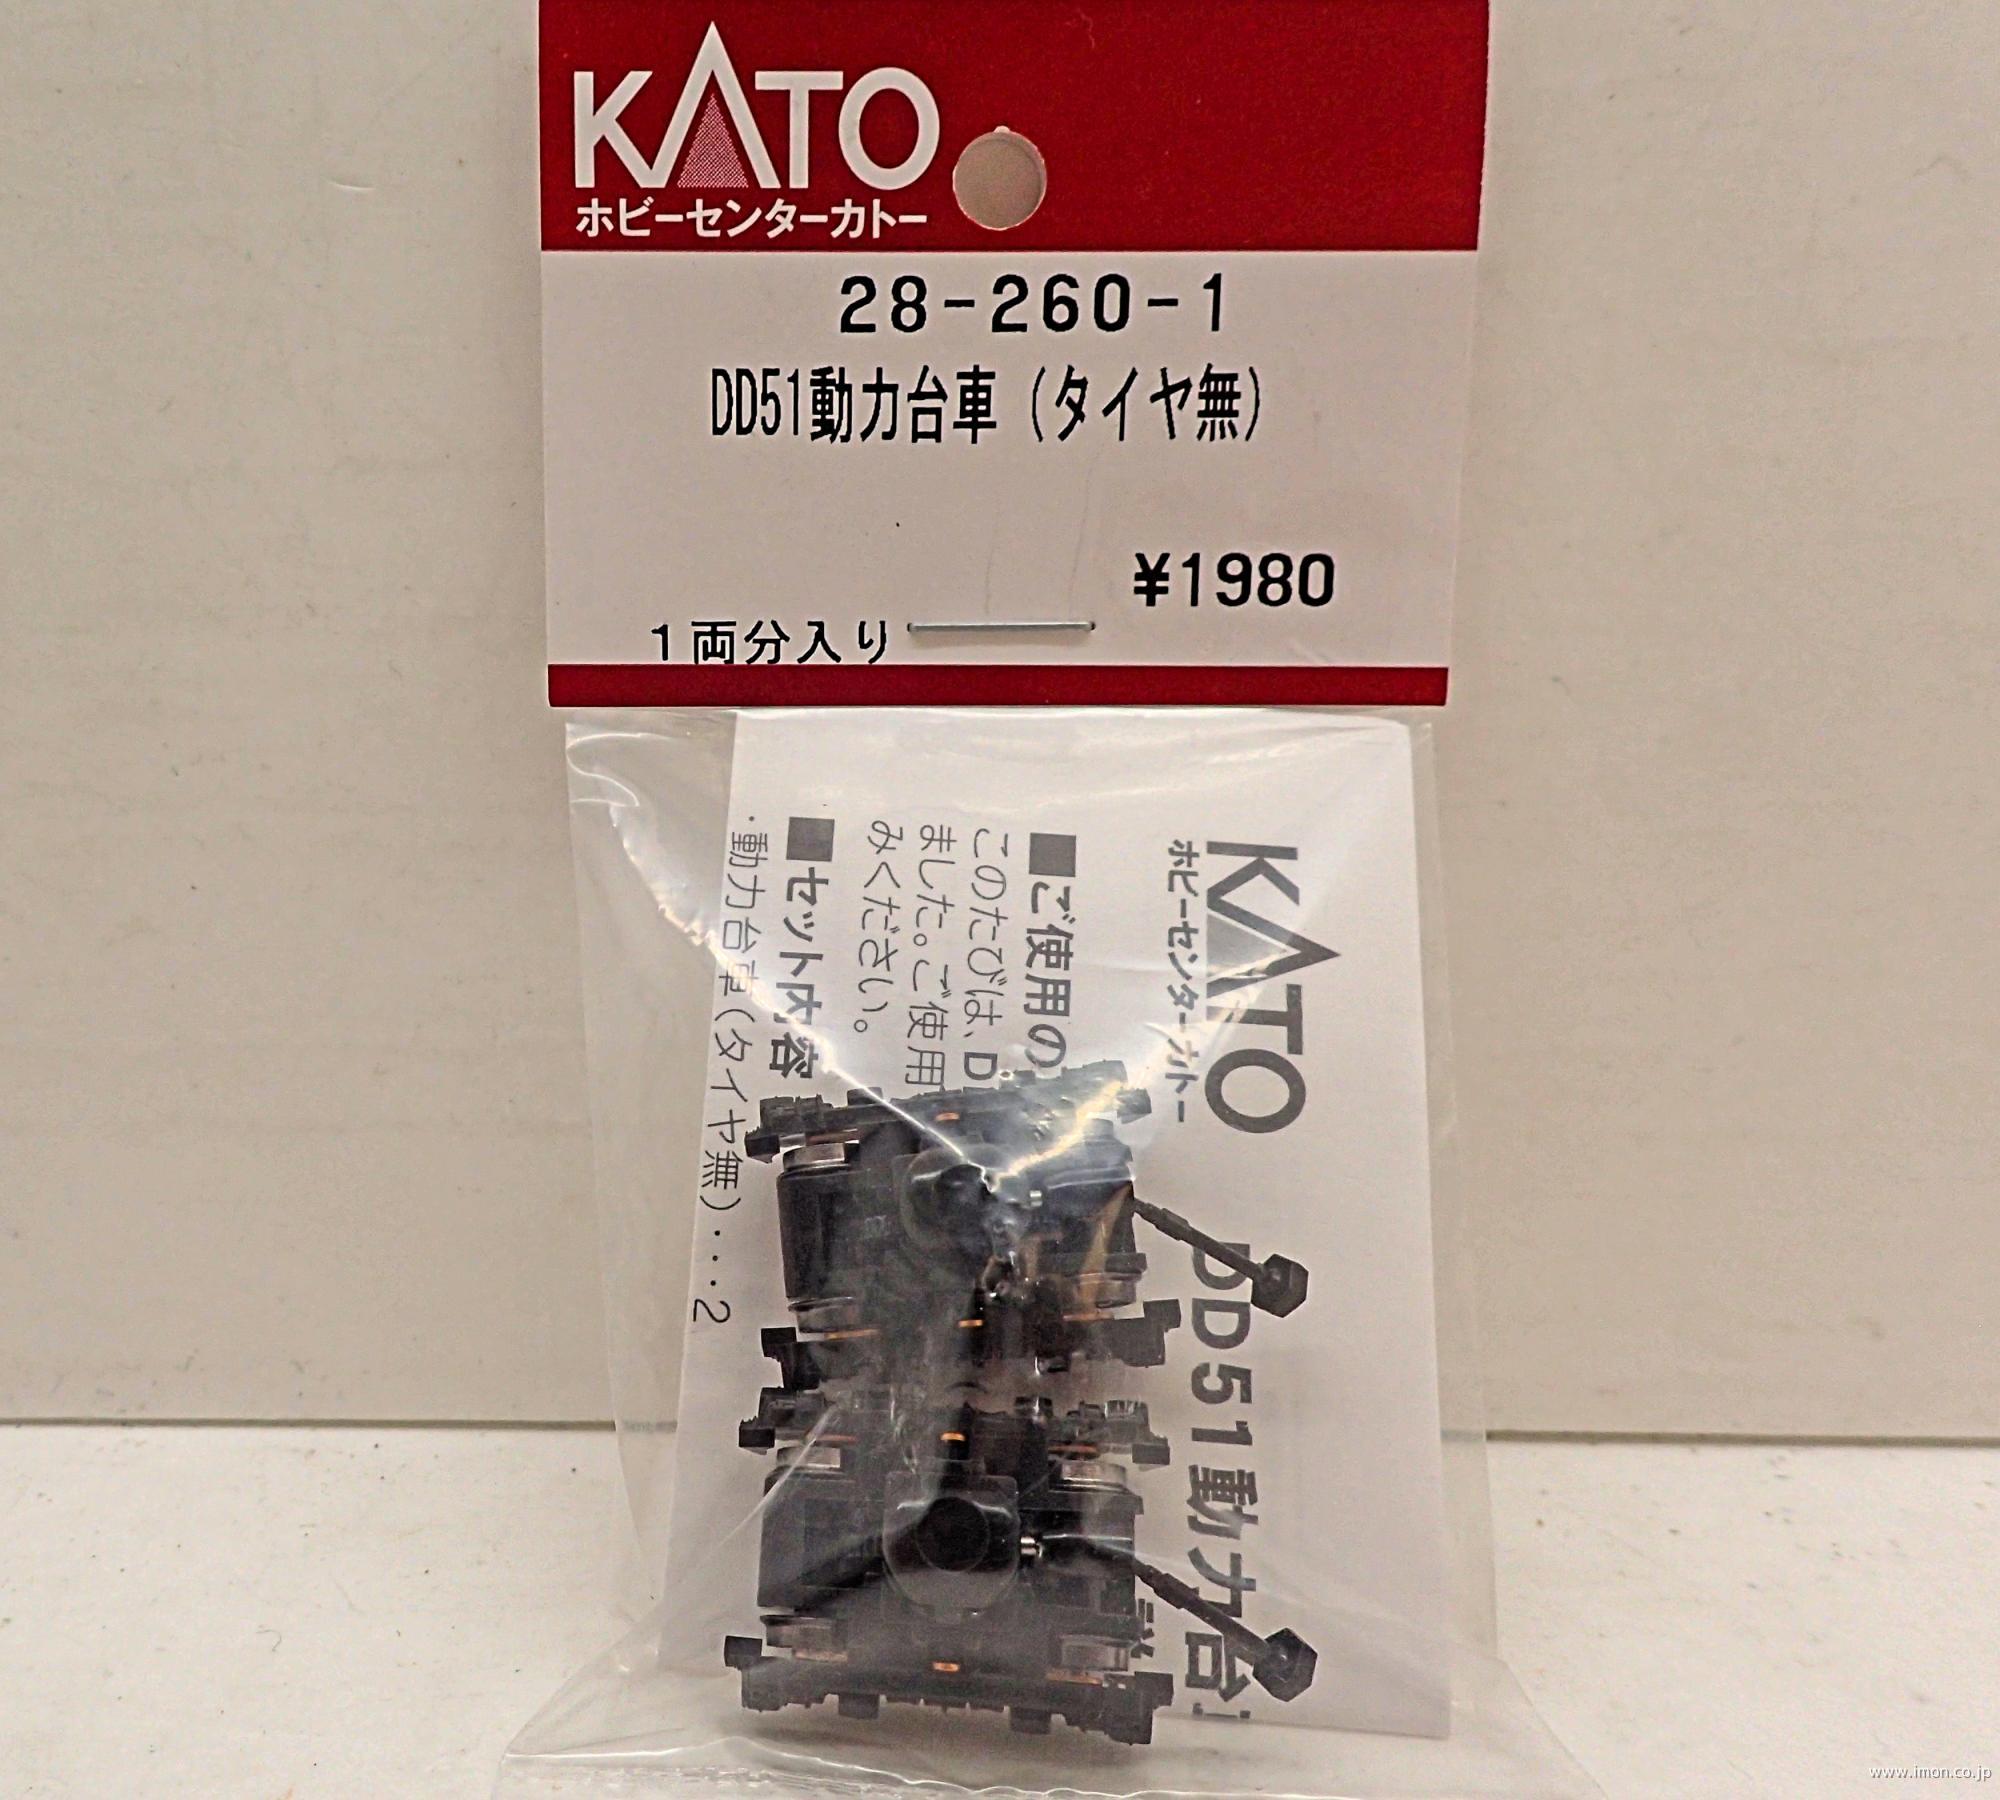 KATO
ホビーセンターカトー
28-260-1
DD51動力台車（タイヤ無）
¥1980
1両分入り
KATO
ホビーセンターカトー
DD51動力台
■ご使用の
このたびは、D
ました。ご使用
みください。
■セット内容
・動力台車（タイヤ無）・・・2
www.imon.co.jp